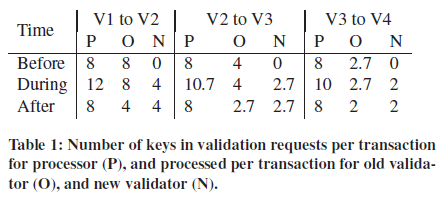 Time V1 to V2 V2 to V3 V3 to V4
P O N P O N P O N
Before 8 8 0 8 4 0 8 2.7 0
During 12 8 4 10.7 4 2.7 10 2.7 2
After 8 4 4 8 2.7 2.7 8 2 2
Table 1: Number of keys in validation requests per transaction
for processor (P), and processed per transaction for old valida-
tor (O), and new validator (N).